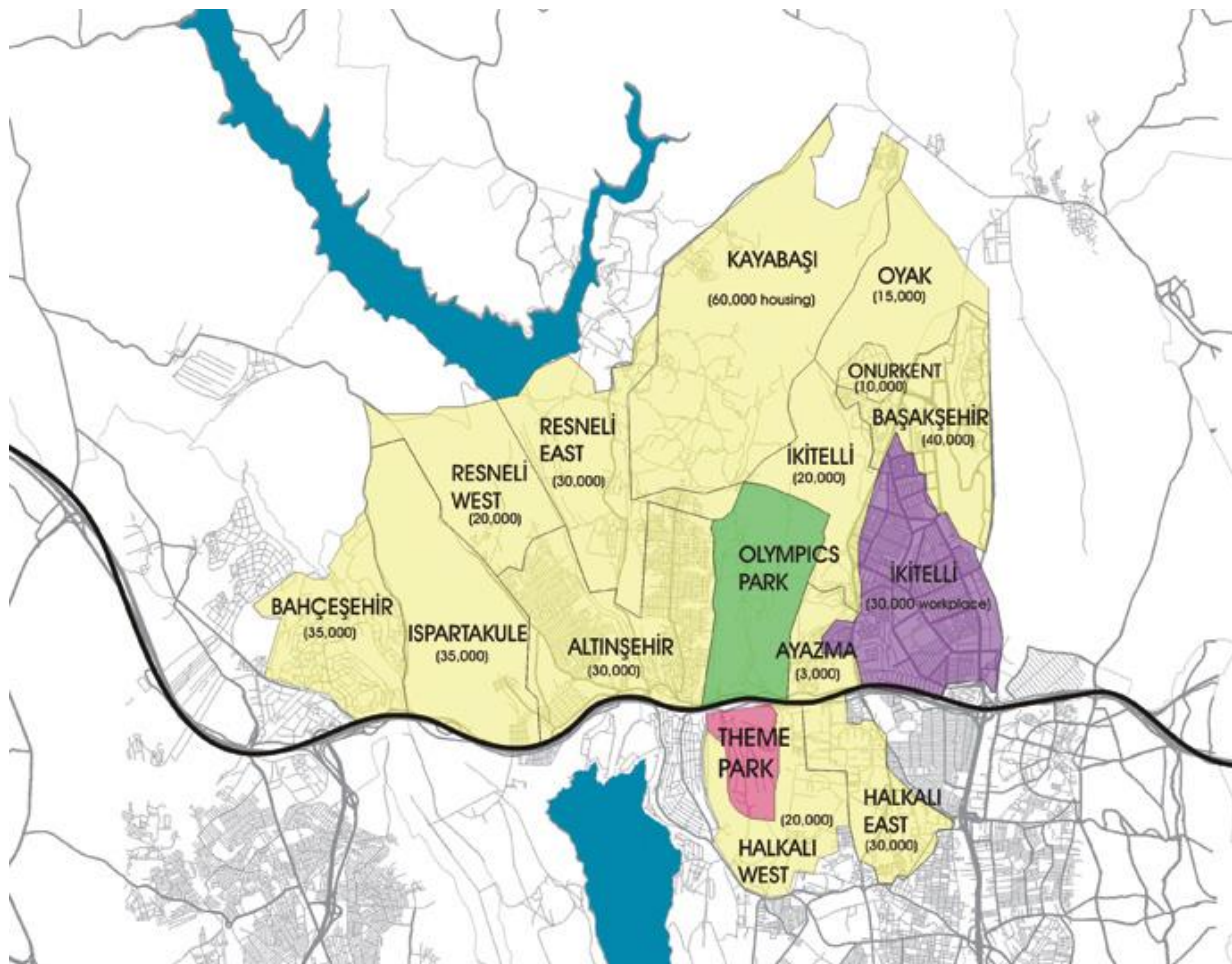 KAYABAŞI
(60,000 housing)
OYAK
(15,000)
ONURKENT
(10,000)
BAŞAKŞEHİR
(40,000)
RESNELİ
EAST
(30,000)
RESNELİ
WEST
(20,000)
İKİTELLİ
(20,000)
OLYMPICS
PARK
İKİTELLİ
(30,000 workplace)
BAHÇEŞEHİR
(35,000)
ISPARTAKULE
(35,000)
ALTINŞEHİR
(30,000)
AYAZMA
(3,000)
THEME
PARK
(20,000)
HALKALI
WEST
HALKALI
EAST
(30,000)